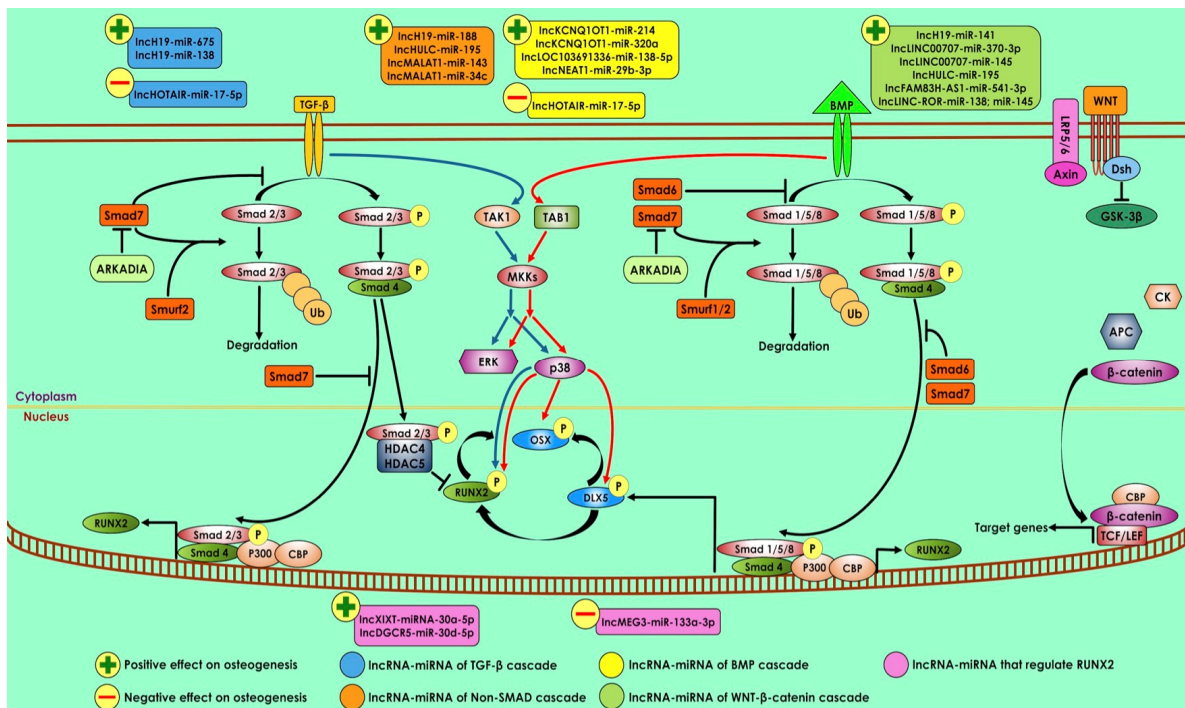 lncH19-miR-675
lncH19-miR-138
lncHOTAIR-miR-17-5p
lncH19-miR-188
lncHULC-miR-195
lncMALAT1-miR-143
lncMALAT1-miR-34c
lncKCNQ1OT1-miR-214
lncKCNQ1OT1-miR-320a
lncLOC10691336-miR-138-5p
lncNEAT1-miR-29b-3p
lncHOTAIR-miR-17-5p
lncH19-miR-141
lncLINC00707-miR-370-3p
lncLINC00707-miR-145
lncHULC-miR-195
lncFAM83H-AS1-miR-541-3p
lncLINC-ROR-miR-138; miR-145
TGF-β
BMP
WNT
LRP5/6
Axin
Dsh
GSK-3β
Smad7
Smad 2/3
Smad 2/3
P
ARKADIA
Smad 2/3
Smad 2/3
P
Smad 4
Smurf2
Ub
Degradation
Smad7
TAK1
TAB1
MKKs
ERK
p38
Smad6
Smad7
Smad 1/5/8
Smad 1/5/8
P
ARKADIA
Smad 1/5/8
Smad 1/5/8
P
Smad 4
Smurf1/2
Ub
Degradation
Smad6
Smad7
CK
APC
β-catenin
Cytoplasm
Nucleus
Smad 2/3
P
HDAC4
HDAC5
OSX
P
RUNX2
P
DLX5
P
RUNX2
Smad 2/3
P
Smad 4
P300
CBP
Smad 1/5/8
P
Smad 4
P300
CBP
RUNX2
Target genes
CBP
β-catenin
TCF/LEF
lncXIXT-miRNA-30a-5p
lncDGCR5-miR-30d-5p
lncMEG3-miR-133a-3p
Positive effect on osteogenesis
lncRNA-miRNA of TGF-β cascade
lncRNA-miRNA of BMP cascade
lncRNA-miRNA that regulate RUNX2
Negative effect on osteogenesis
lncRNA-miRNA of Non-SMAD cascade
lncRNA-miRNA of WNT-β-catenin cascade